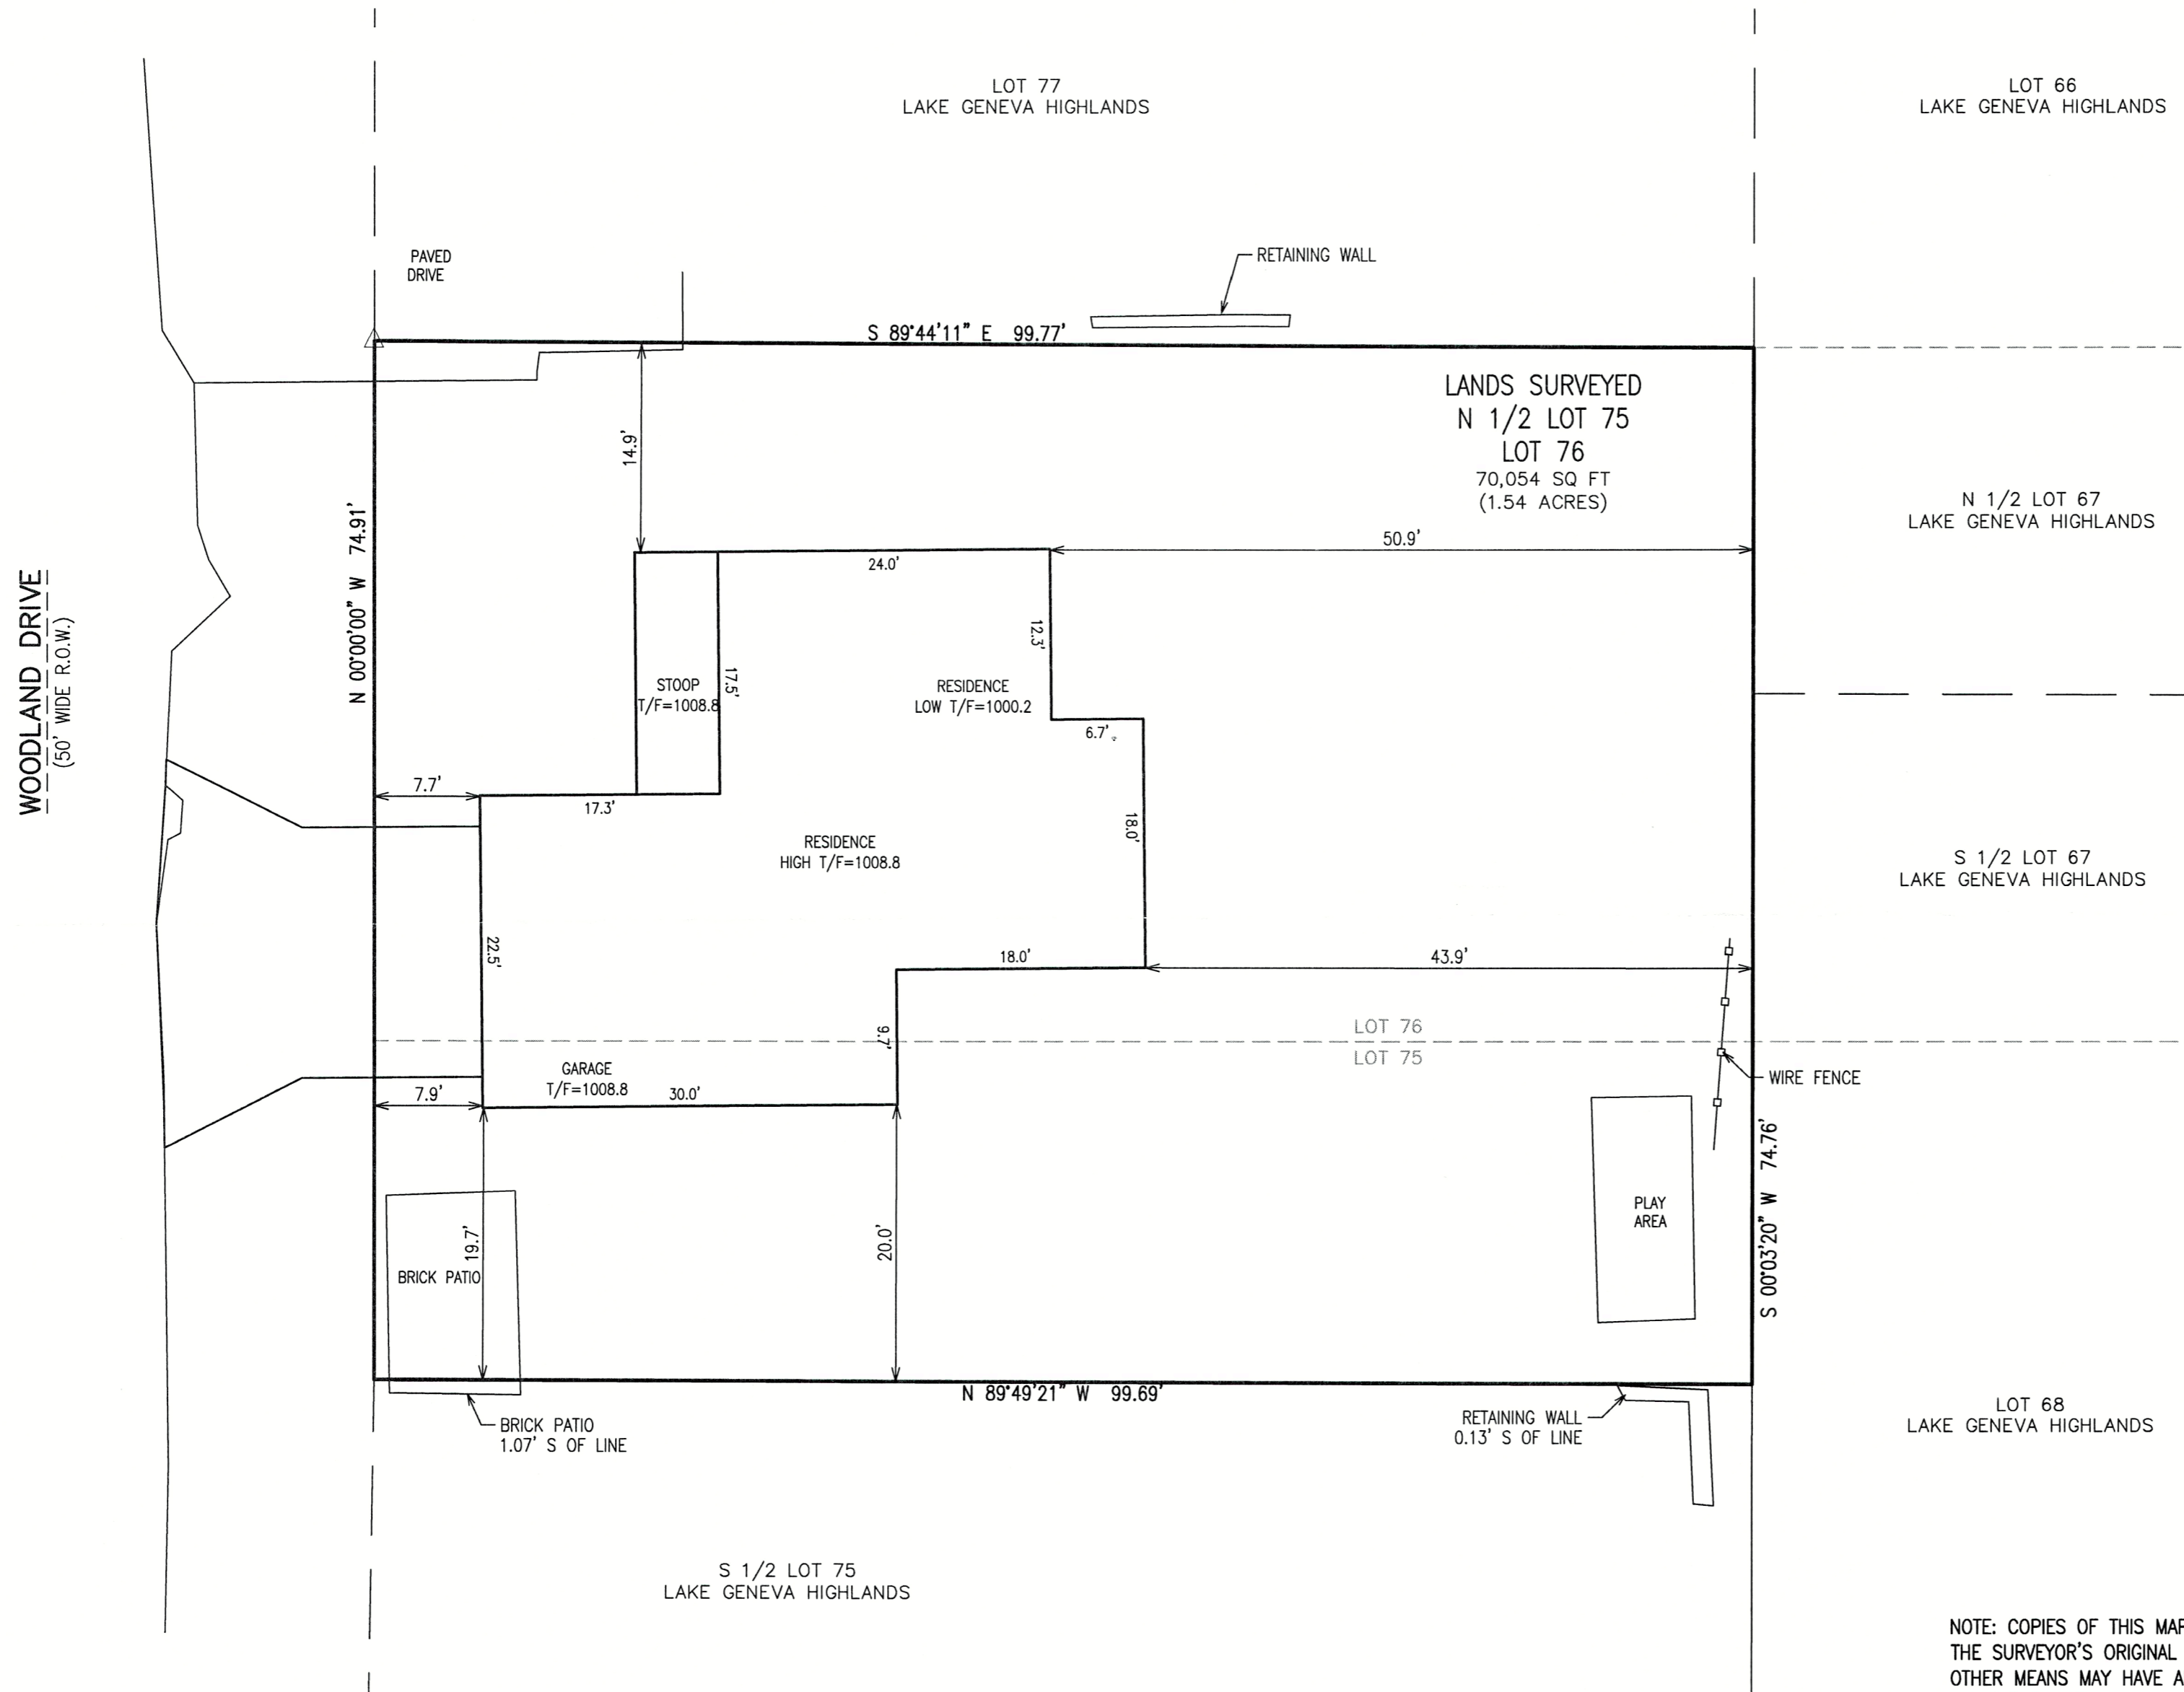 LOT 77
LAKE GENEVA HIGHLANDS
LOT 66
LAKE GENEVA HIGHLANDS
PAVED
DRIVE
RETAINING WALL
S 89°44'11" E 99.77'
LANDS SURVEYED
N 1/2 LOT 75
LOT 76
70,054 SQ FT
(1.54 ACRES)
14.9'
N 00°00'00" W 74.91'
N 1/2 LOT 67
LAKE GENEVA HIGHLANDS
50.9'
24.0'
WOODLAND DRIVE
(50' WIDE R.O.W.)
12.3'
STOOP
T/F=1008.8
17.5'
RESIDENCE
LOW T/F=1000.2
6.7'
7.7'
17.3'
RESIDENCE
HIGH T/F=1008.8
18.0'
S 1/2 LOT 67
LAKE GENEVA HIGHLANDS
22.5'
18.0'
43.9'
9.7'
LOT 76
LOT 75
GARAGE
T/F=1008.8
7.9'
30.0'
WIRE FENCE
S 00°03'20" W 74.76'
PLAY
AREA
19.7'
20.0'
BRICK PATIO
N 89°49'21" W 99.69'
BRICK PATIO
1.07' S OF LINE
RETAINING WALL
0.13' S OF LINE
LOT 68
LAKE GENEVA HIGHLANDS
S 1/2 LOT 75
LAKE GENEVA HIGHLANDS
NOTE: COPIES OF THIS MAP
THE SURVEYOR'S ORIGINAL
OTHER MEANS MAY HAVE A